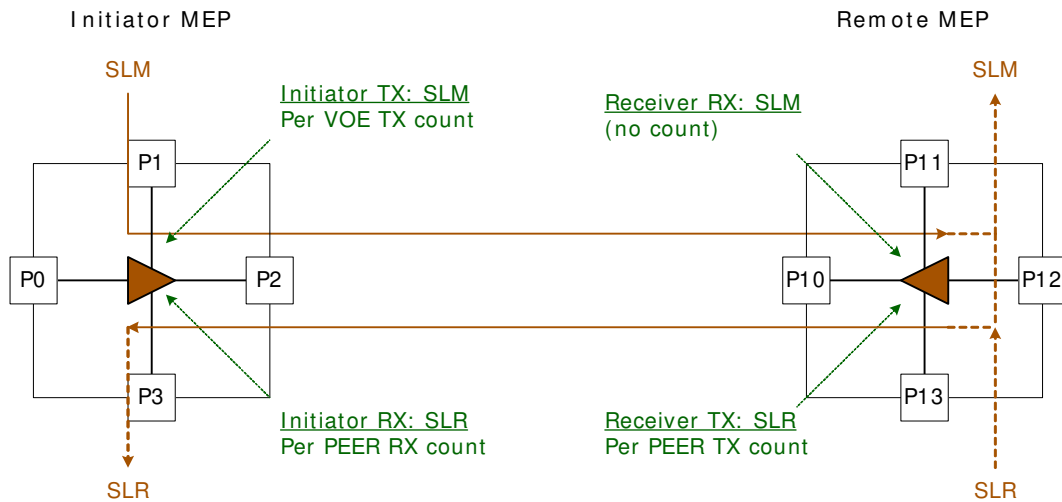 Initiator MEP
Remote MEP
SLM
SLM
Initiator TX: SLM
Per VOE TX count
Receiver RX: SLM
(no count)
P1
P11
P0
P2
P10
P12
P3
P13
Initiator RX: SLR
Per PEER RX count
Receiver TX: SLR
Per PEER TX count
SLR
SLR